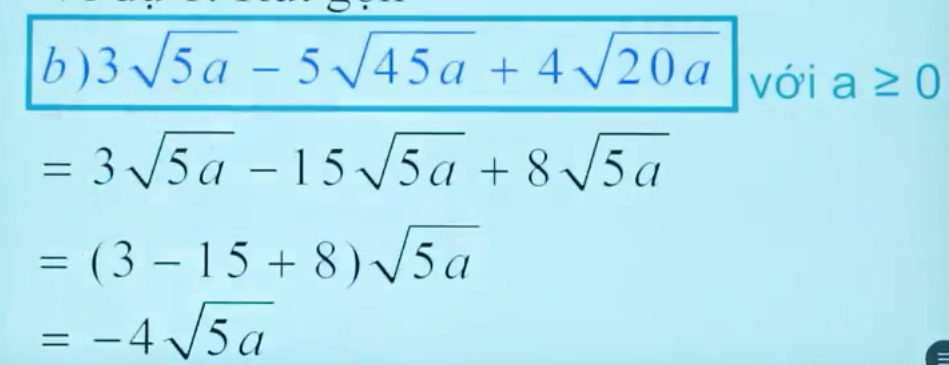 b)3√5a − 5√45a + 4√20a với a ≥ 0
= 3√5a − 15√5a + 8√5a
= (3 − 15 + 8)√5a
= −4√5a